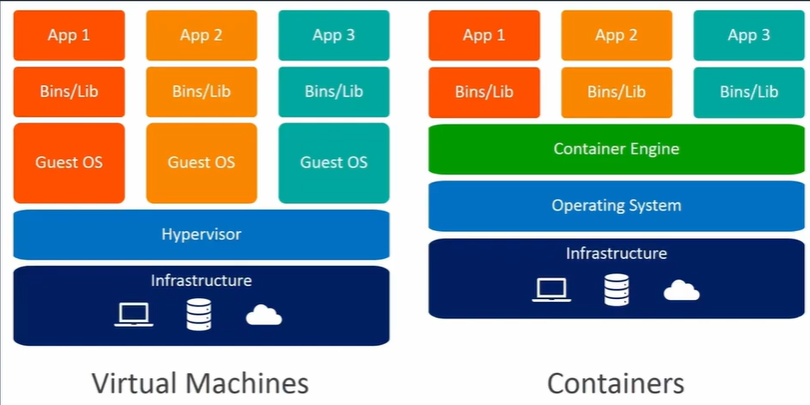 App 1
App 2
App 3
Bins/Lib
Bins/Lib
Bins/Lib
Guest OS
Guest OS
Guest OS
Hypervisor
Infrastructure
Virtual Machines
App 1
App 2
App 3
Bins/Lib
Bins/Lib
Bins/Lib
Container Engine
Operating System
Infrastructure
Containers